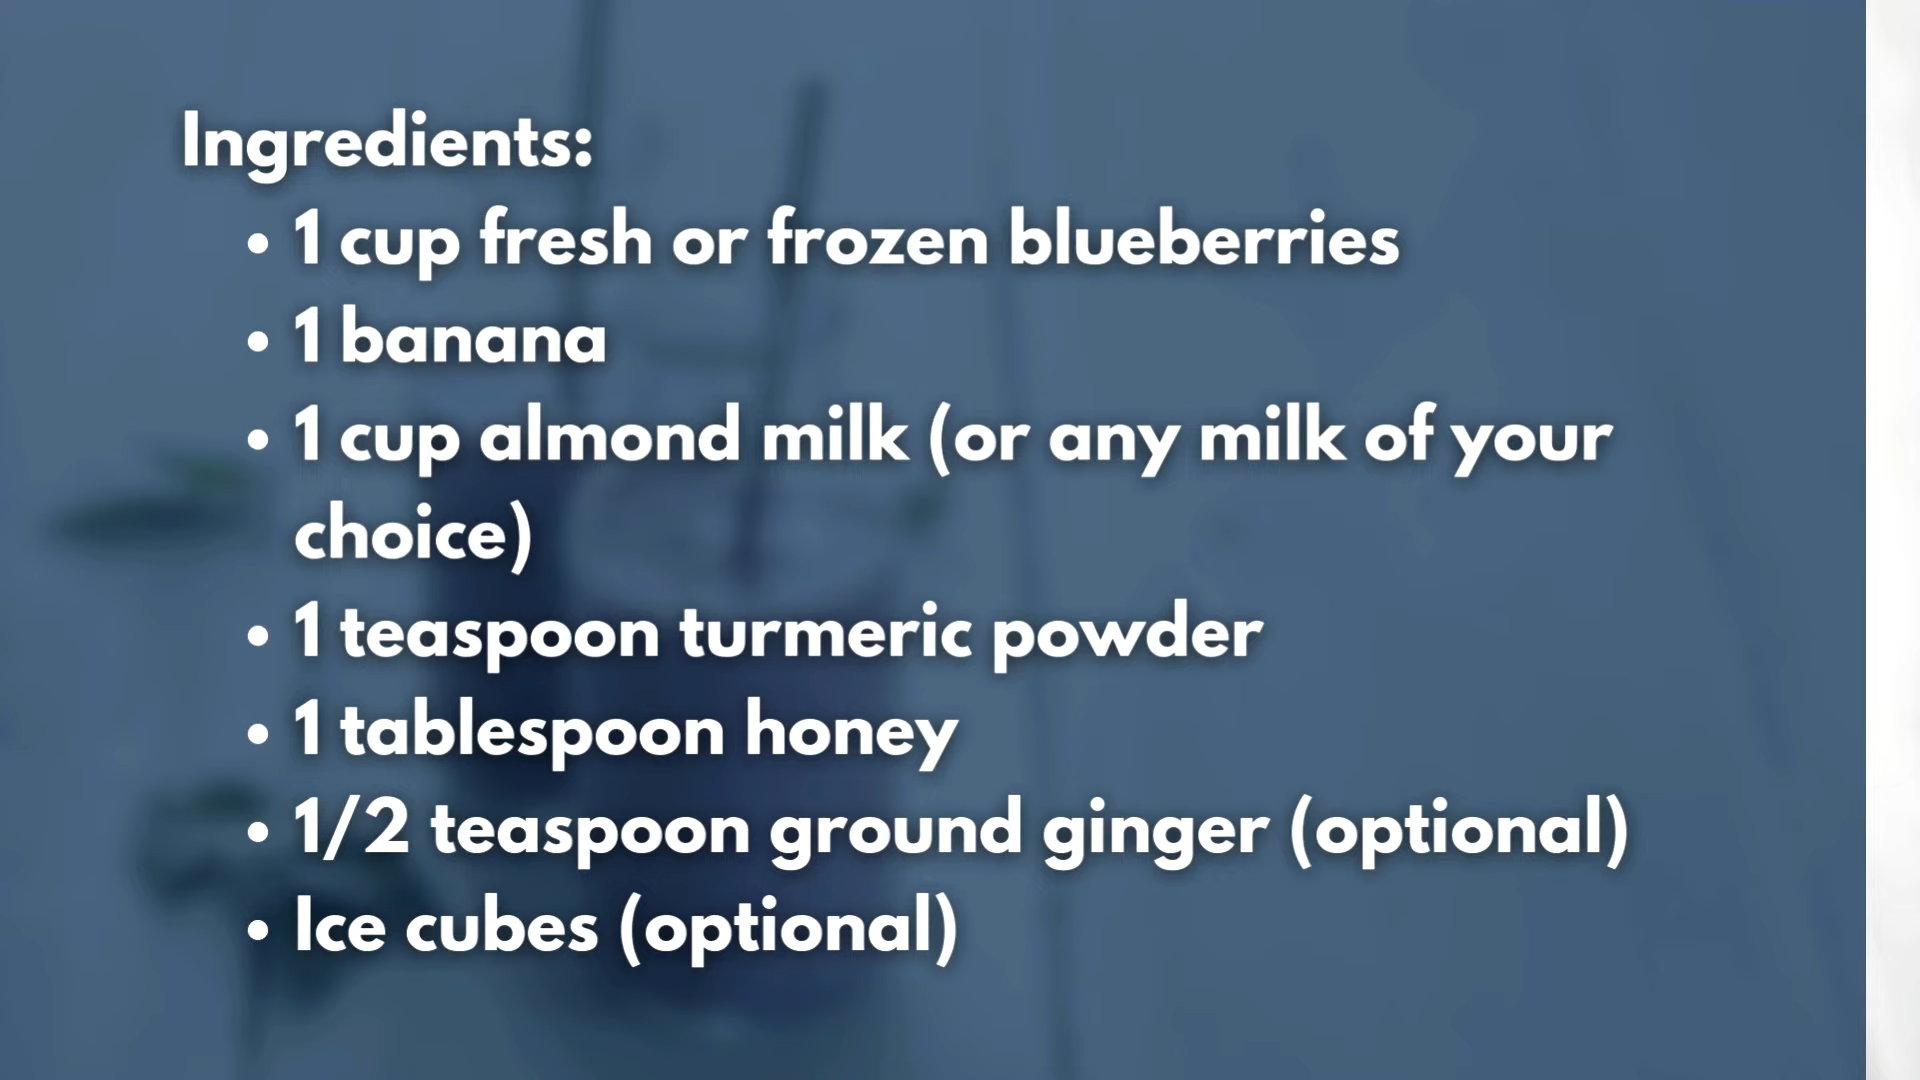 Ingredients:
• 1 cup fresh or frozen blueberries
• 1 banana
• 1 cup almond milk (or any milk of your
choice)
• 1 teaspoon turmeric powder
• 1 tablespoon honey
• 1/2 teaspoon ground ginger (optional)
• Ice cubes (optional)